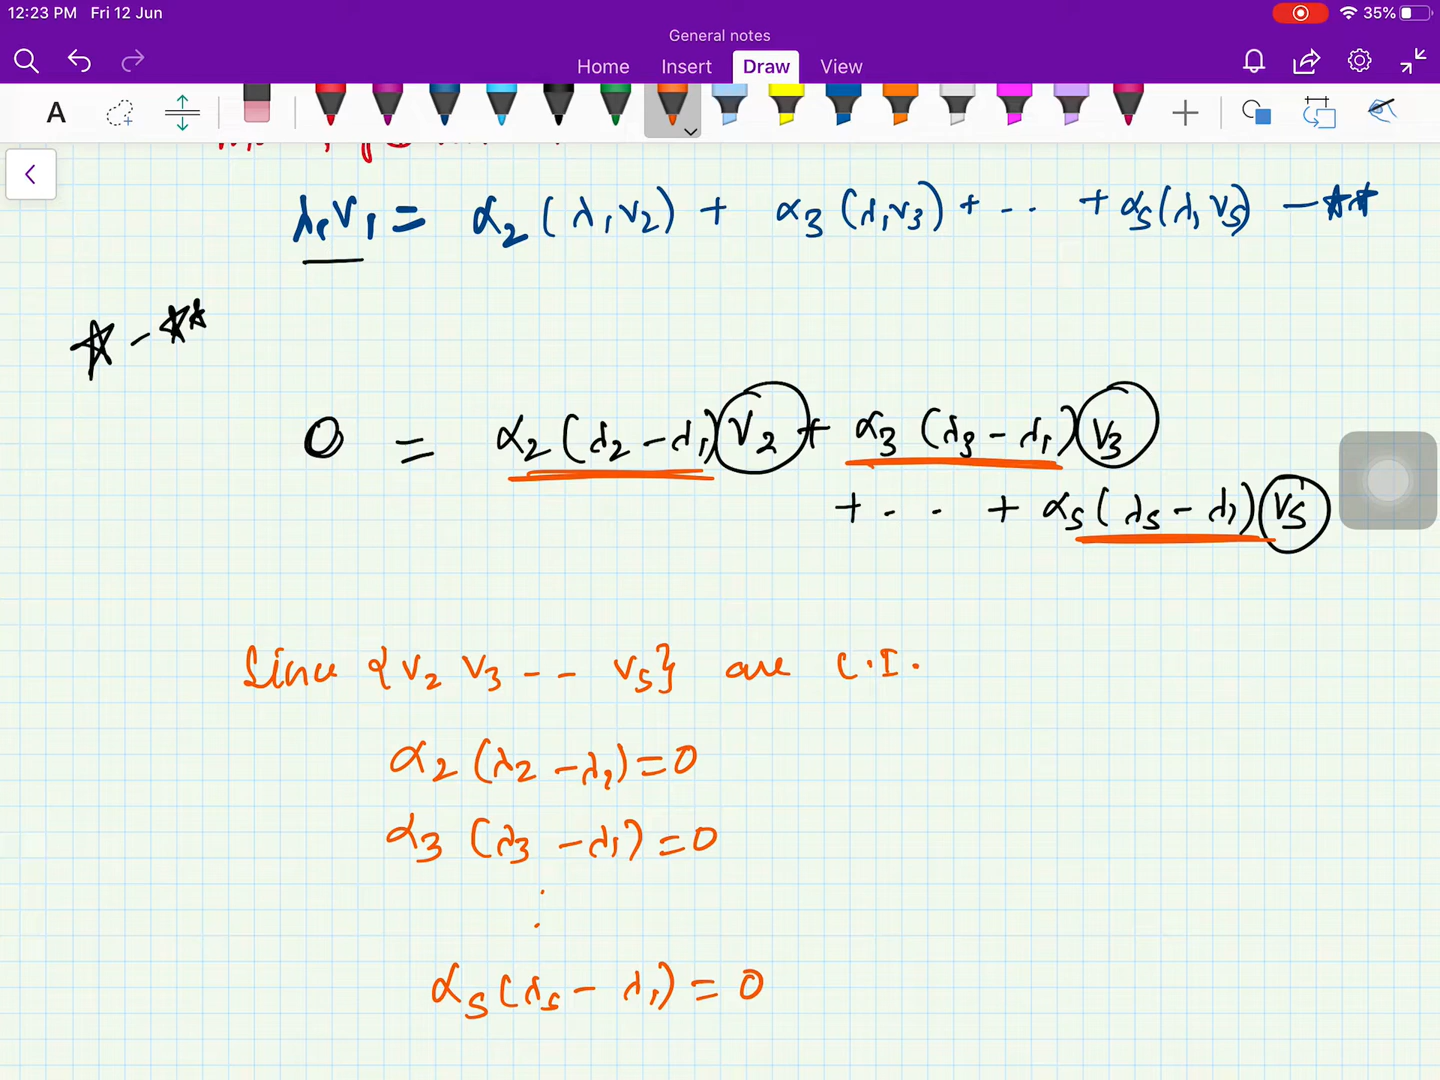 12:23 PM Fri 12 Jun
35%
General notes
Home Insert Draw View
A
λ₁v₁ = α₂(λ₁v₂) + α₃(λ₁v₃) + .. + α₅(λ₁v₅) — ☆☆
☆ - ☆☆
0 = α₂(λ₂ - λ₁)v₂ + α₃(λ₃ - λ₁)v₃
+ . . + α₅(λ₅ - λ₁)v₅
Since {v₂ v₃ -- v₅} are L.I.
α₂(λ₂ - λ₁) = 0
α₃(λ₃ - λ₁) = 0
:
α₅(λ₅ - λ₁) = 0